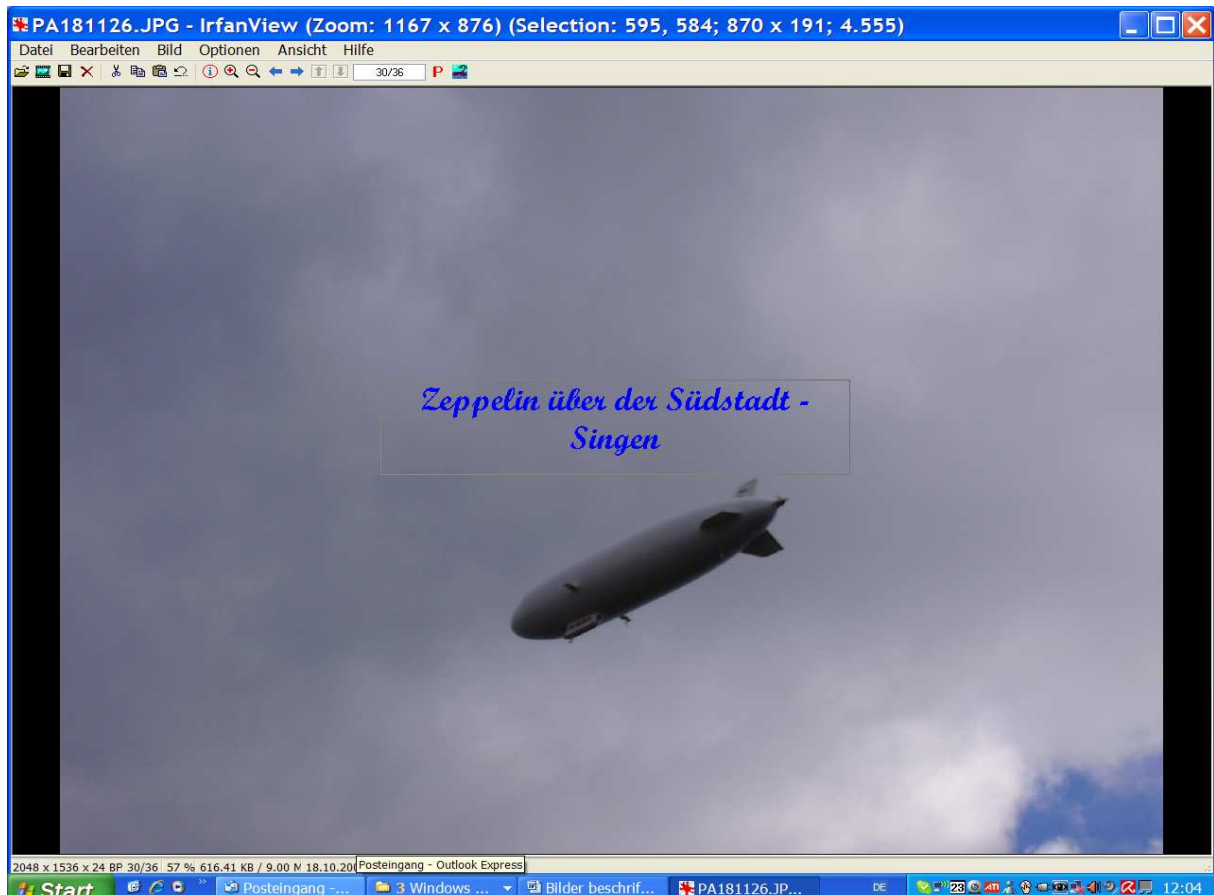 PA181126.JPG - IrfanView (Zoom: 1167 x 876) (Selection: 595, 584; 870 x 191; 4.555)
Datei Bearbeiten Bild Optionen Ansicht Hilfe
30/36 P
Zeppelin über der Südstadt -
Singen
2048 x 1536 x 24 BP 30/36 57 % 616.41 KB / 9.00 M 18.10.20 Posteingang - Outlook Express
Start Posteingang -... 3 Windows ... Bilder beschrif... PA181126.JP... DE 23 12:04